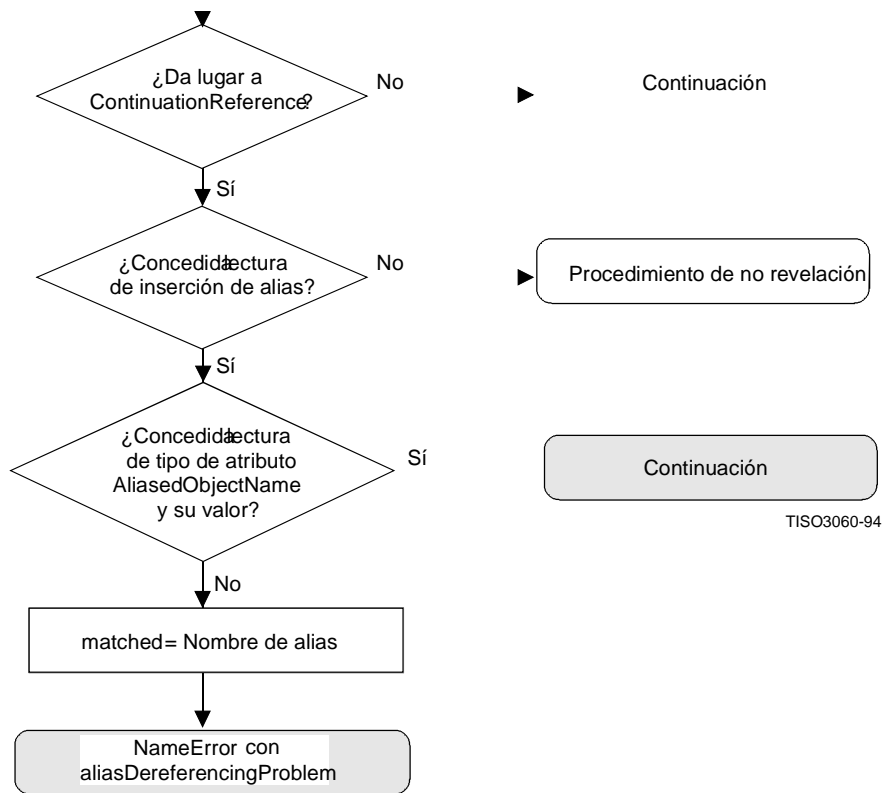 ¿Da lugar a
ContinuationReference?
No
Continuación
Sí
¿Concedida lectura
de inserción de alias?
No
Procedimiento de no revelación
Sí
¿Concedida lectura
de tipo de atributo
AliasedObjectName
y su valor?
Sí
Continuación
TISO3060-94
No
matched= Nombre de alias
NameError con
aliasDereferencingProblem